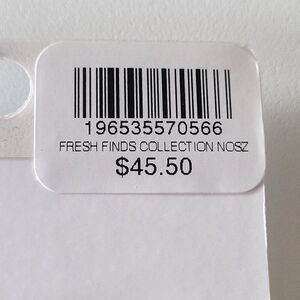 196535570566
FRESH FINDS COLLECTION NOSZ
$45.50